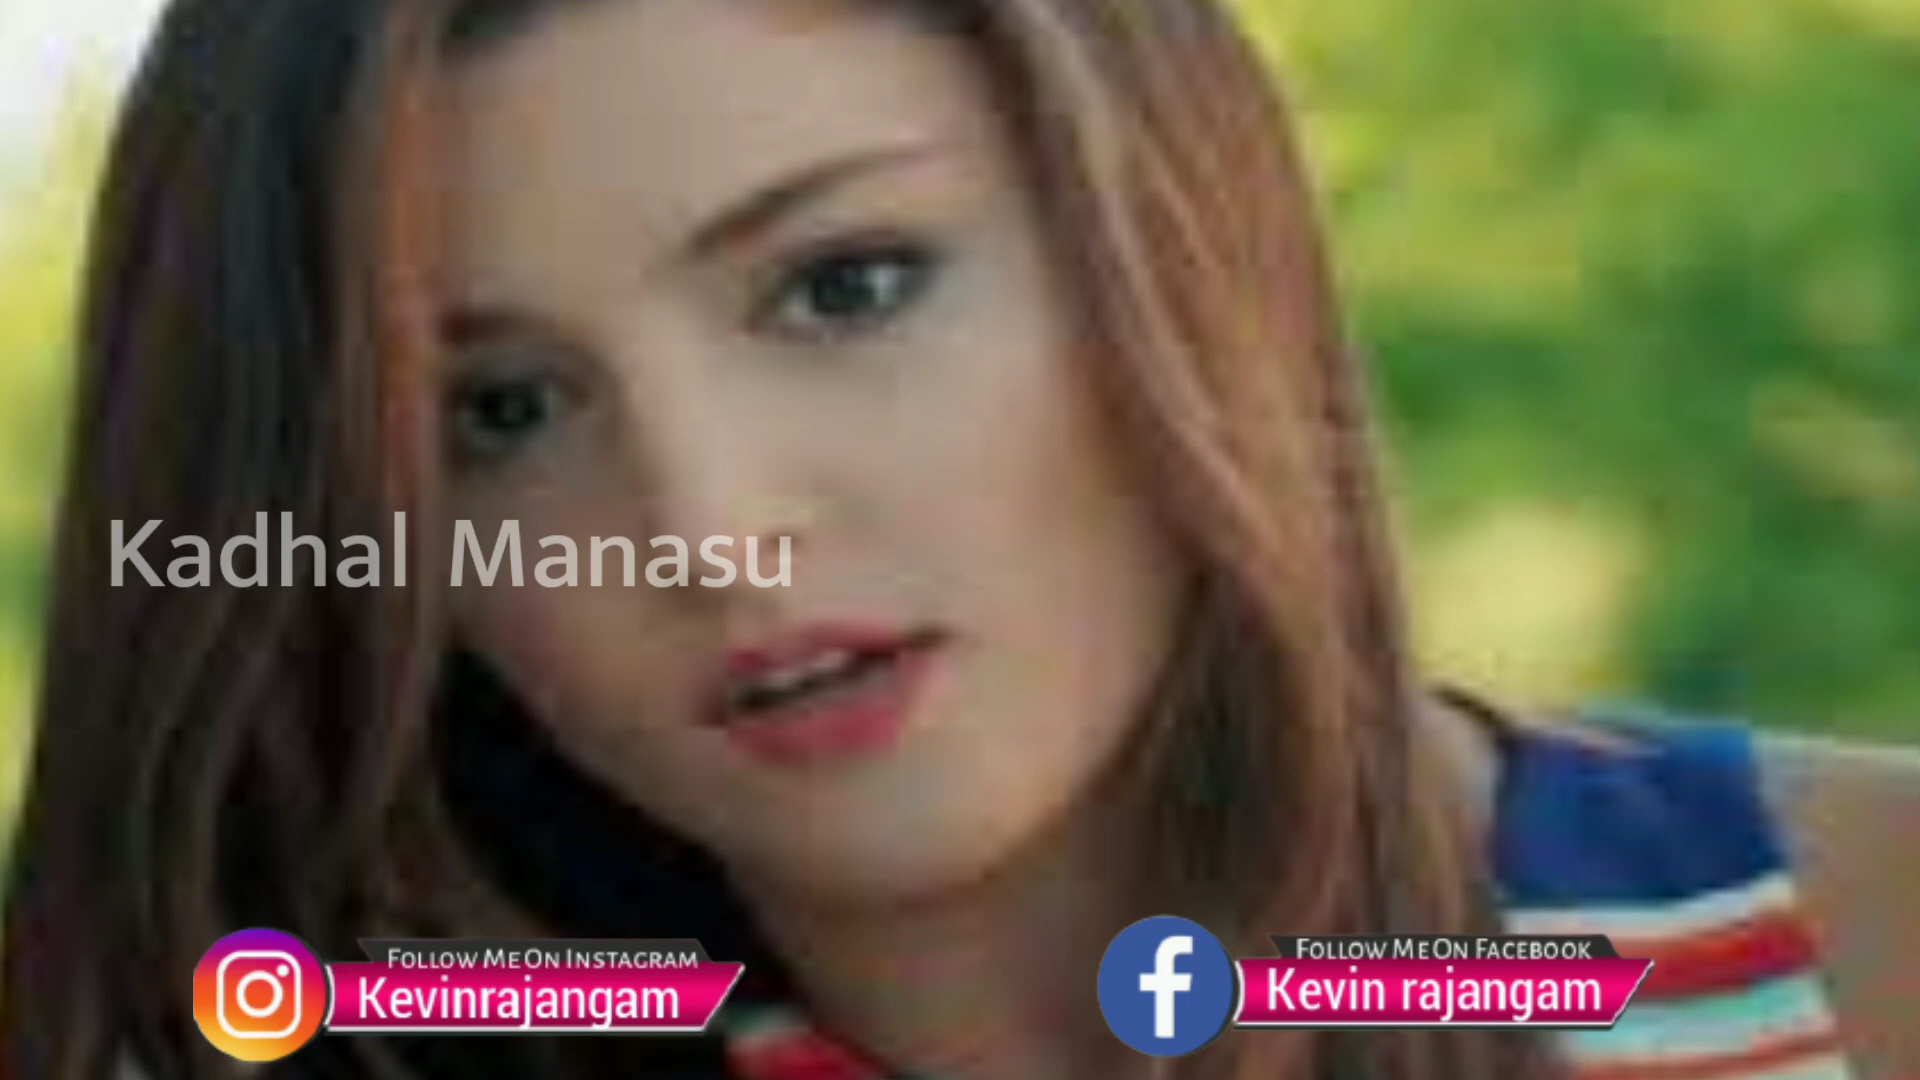 Kadhal Manasu
Follow Me On Instagram
Kevinrajangam
Follow Me On Facebook
Kevin rajangam